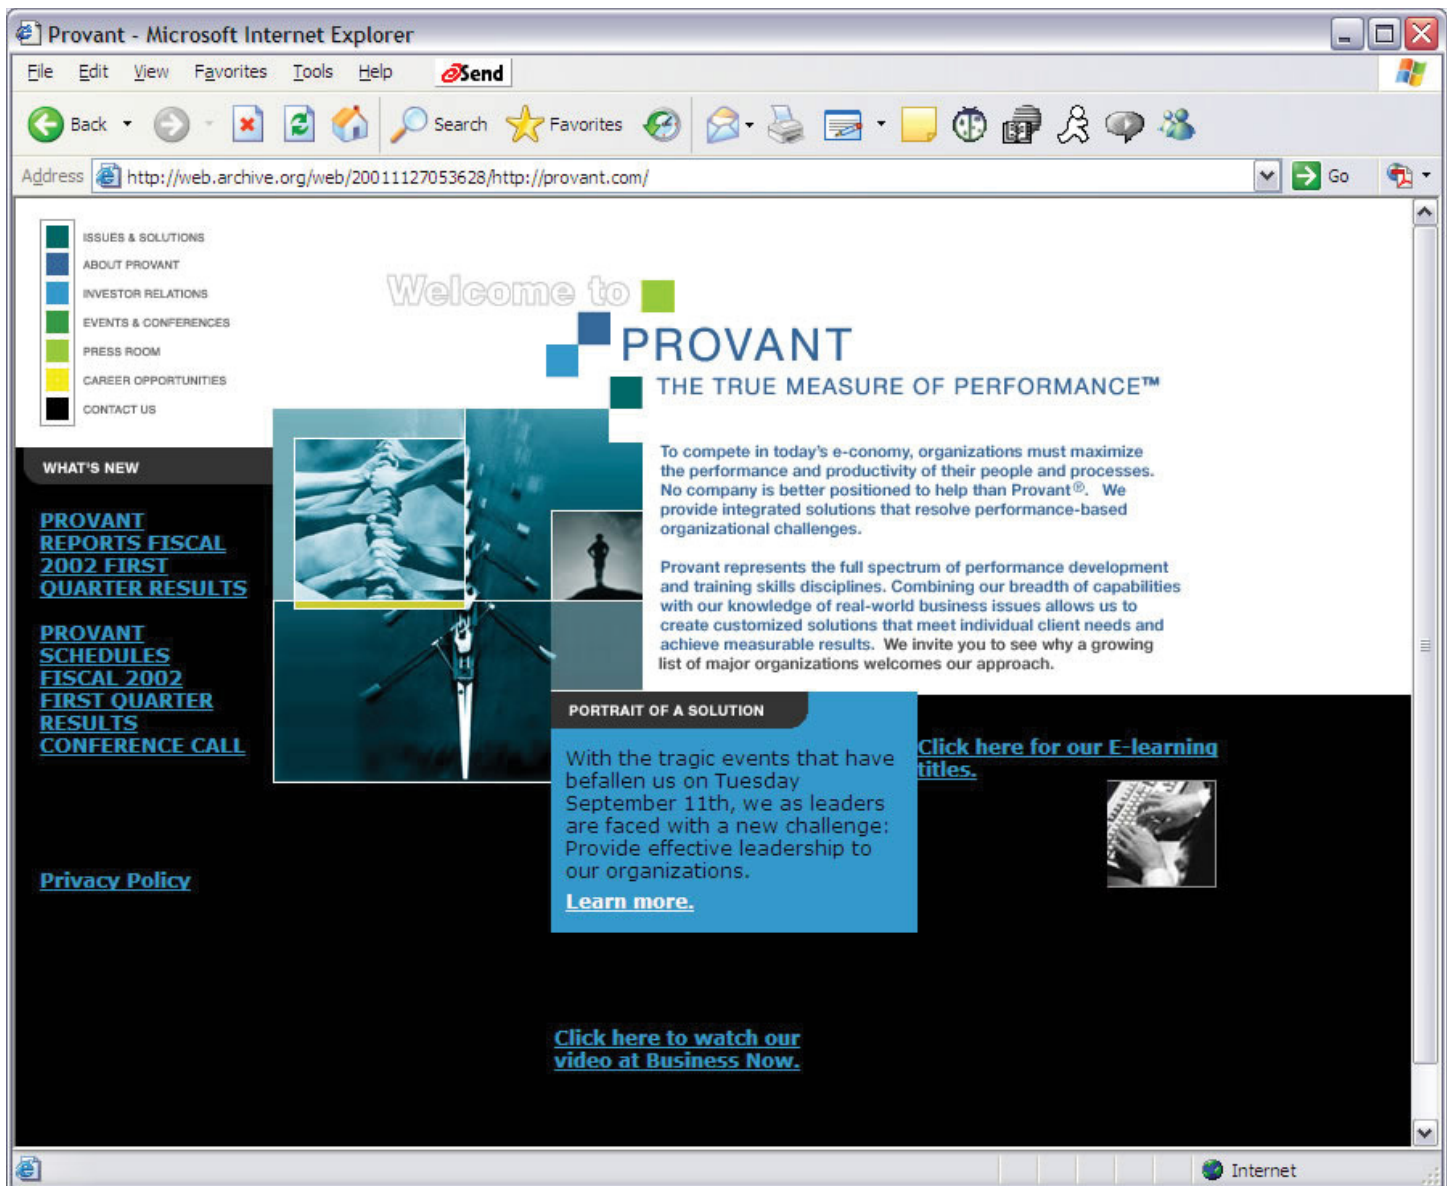 Provant - Microsoft Internet Explorer
File Edit View Favorites Tools Help eSend
Back Search Favorites
Address http://web.archive.org/web/20011127053628/http://provant.com/ Go
ISSUES & SOLUTIONS
ABOUT PROVANT
INVESTOR RELATIONS
EVENTS & CONFERENCES
PRESS ROOM
CAREER OPPORTUNITIES
CONTACT US
Welcome to
PROVANT
THE TRUE MEASURE OF PERFORMANCE™
To compete in today's e-conomy, organizations must maximize
the performance and productivity of their people and processes.
No company is better positioned to help than Provant®. We
provide integrated solutions that resolve performance-based
organizational challenges.
Provant represents the full spectrum of performance development
and training skills disciplines. Combining our breadth of capabilities
with our knowledge of real-world business issues allows us to
create customized solutions that meet individual client needs and
achieve measurable results. We invite you to see why a growing
list of major organizations welcomes our approach.
WHAT'S NEW
PROVANT
REPORTS FISCAL
2002 FIRST
QUARTER RESULTS
PROVANT
SCHEDULES
FISCAL 2002
FIRST QUARTER
RESULTS
CONFERENCE CALL
Privacy Policy
PORTRAIT OF A SOLUTION
With the tragic events that have
befallen us on Tuesday
September 11th, we as leaders
are faced with a new challenge:
Provide effective leadership to
our organizations.
Learn more.
Click here for our E-learning
titles.
Click here to watch our
video at Business Now.
Internet